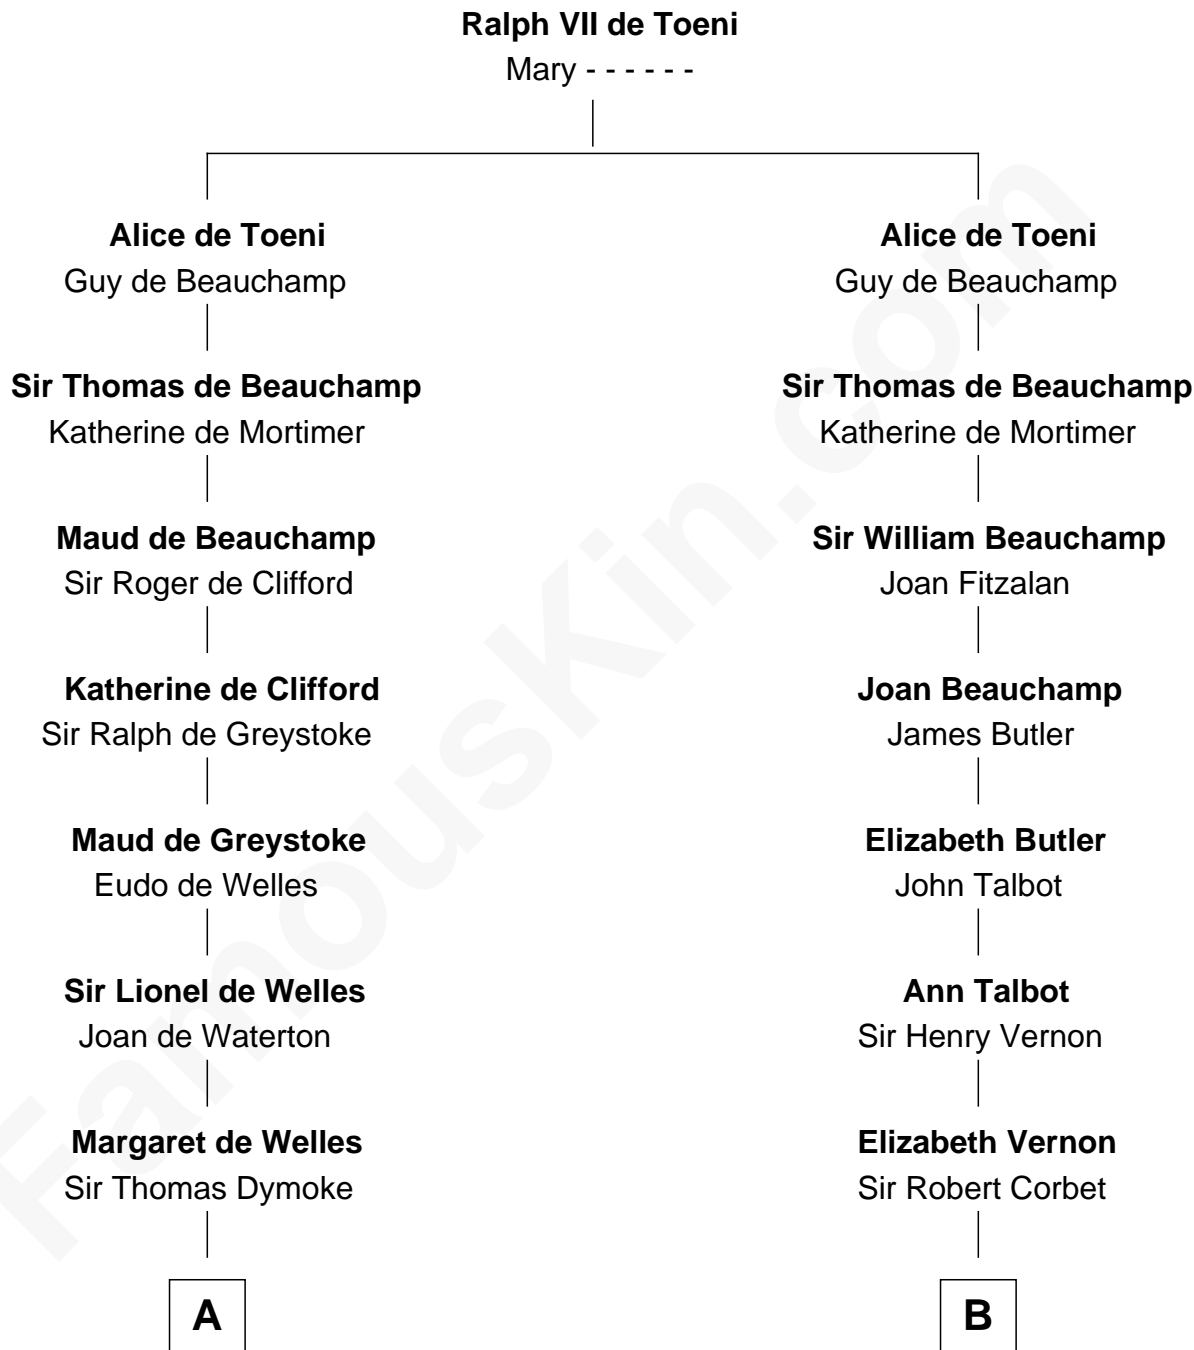 Ralph VII de Toeni
Mary - - - - - -
Alice de Toeni
Guy de Beauchamp
Alice de Toeni
Guy de Beauchamp
Sir Thomas de Beauchamp
Katherine de Mortimer
Sir Thomas de Beauchamp
Katherine de Mortimer
Maud de Beauchamp
Sir Roger de Clifford
Sir William Beauchamp
Joan Fitzalan
Katherine de Clifford
Sir Ralph de Greystoke
Joan Beauchamp
James Butler
Maud de Greystoke
Eudo de Welles
Elizabeth Butler
John Talbot
Sir Lionel de Welles
Joan de Waterton
Ann Talbot
Sir Henry Vernon
Margaret de Welles
Sir Thomas Dymoke
Elizabeth Vernon
Sir Robert Corbet
A
B
FamousKin.com